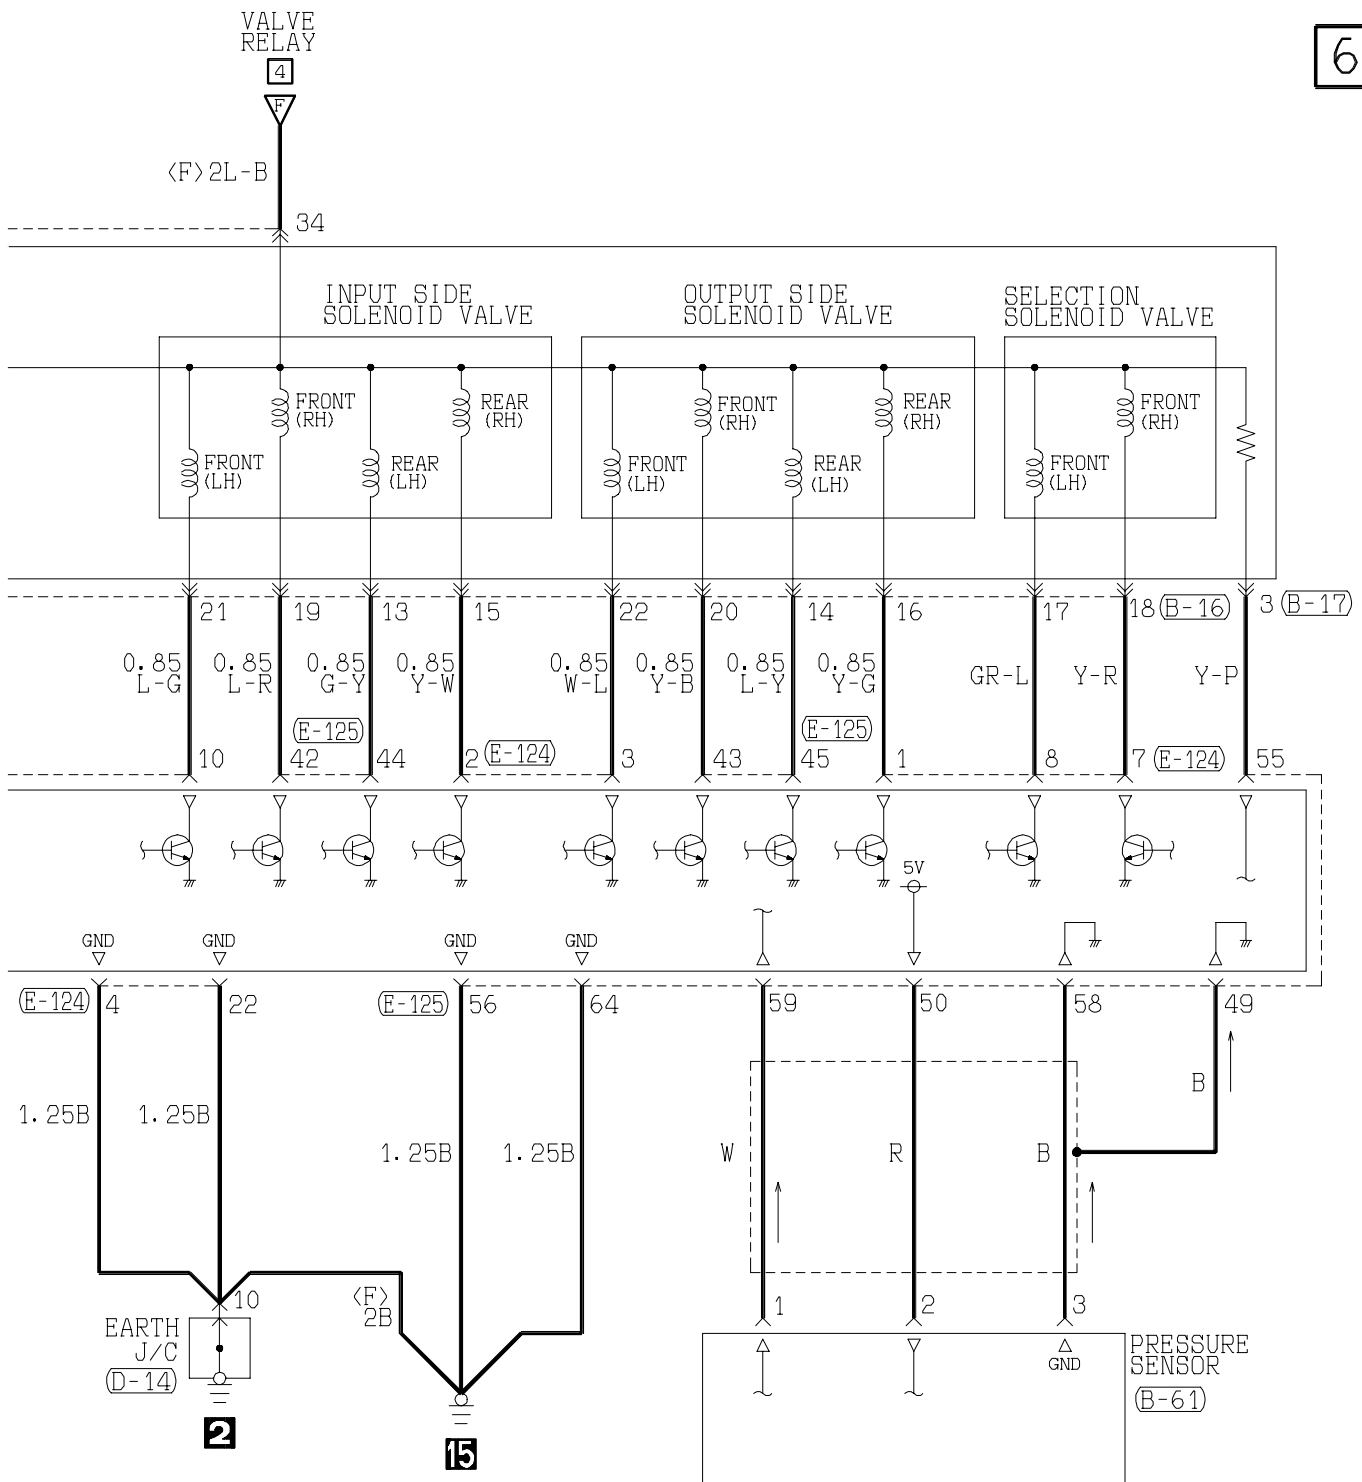 VALVE
RELAY
6
4
F
<F>2L-B
34
INPUT SIDE
SOLENOID VALVE
OUTPUT SIDE
SOLENOID VALVE
SELECTION
SOLENOID VALVE
FRONT
(RH)
REAR
(RH)
FRONT
(RH)
REAR
(RH)
FRONT
(RH)
FRONT
(LH)
REAR
(LH)
FRONT
(LH)
REAR
(LH)
FRONT
(LH)
21 19 13 15 22 20 14 16 17 18 B-16 3 B-17
0.85 0.85 0.85 0.85 0.85 0.85 0.85 0.85
L-G L-R G-Y Y-W W-L Y-B L-Y Y-G GR-L Y-R Y-P
E-125 E-125
10 42 44 2 E-124 3 43 45 1 8 7 E-124 55
5V
GND GND GND GND
E-124 4 22 E-125 56 64 59 50 58 49
B
1.25B 1.25B
1.25B 1.25B W R B
10 <F>
2B
1 2 3
EARTH
J/C
D-14
2
15
GND
PRESSURE
SENSOR
B-61